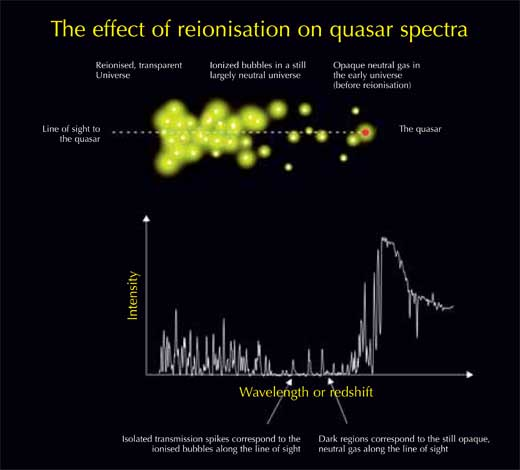 The effect of reionisation on quasar spectra
Reionised, transparent
Universe
Ionized bubbles in a still
largely neutral universe
Opaque neutral gas in
the early universe
(before reionisation)
Line of sight to
the quasar
The quasar
Intensity
Wavelength or redshift
Isolated transmission spikes correspond to the
ionised bubbles along the line of sight
Dark regions correspond to the still opaque,
neutral gas along the line of sight